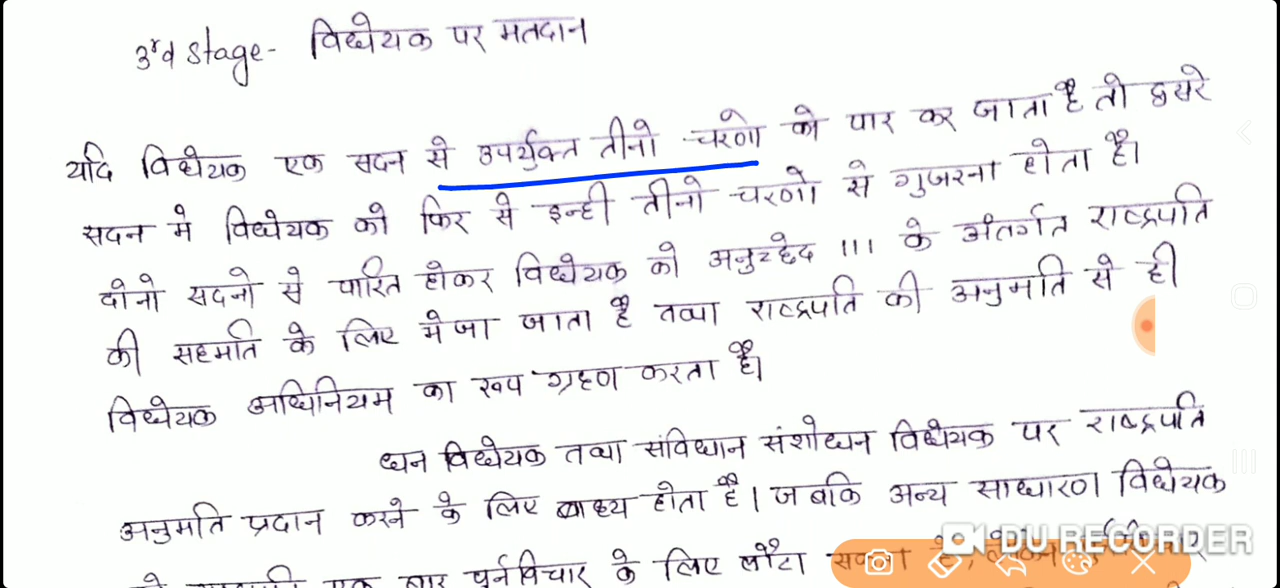 3rd Stage- विधेयक पर मतदान
यदि विधेयक एक सदन से उपर्युक्त तीनो चरणो को पार कर जाता है तो दुसरे
सदन मे विधेयक को फिर से इन्ही तीनो चरणो से गुजरना होता है।
दोनो सदनो से पारित होकर विधेयक को अनुच्छेद 111 के अंतर्गत राष्ट्रपति
की सहमति के लिए भेजा जाता है तथा राष्ट्रपति की अनुमति से ही
विधेयक अधिनियम का रूप ग्रहण करता है।
धन विधेयक तथा संविधान संशोधन विधेयक पर राष्ट्रपति
अनुमति प्रदान करने के लिए बाध्य होता है। जबकि अन्य साधारण विधेयक
एक बार पुर्नविचार के लिए लौटा सकता है,
DU RECORDER